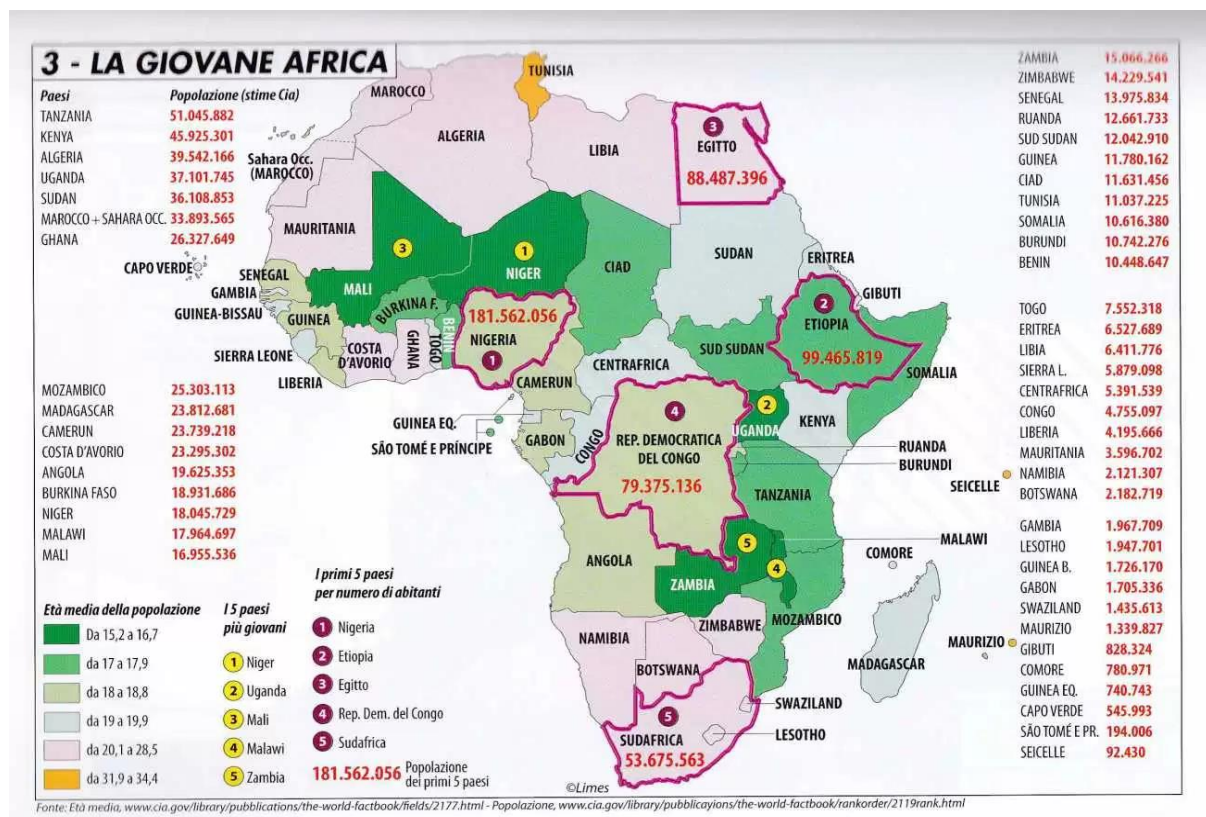 3 - LA GIOVANE AFRICA
Paesi Popolazione (stime Cia)
TANZANIA 51.045.882
KENYA 45.925.301
ALGERIA 39.542.166
UGANDA 37.101.745
SUDAN 36.108.853
MAROCCO + SAHARA OCC. 33.893.565
GHANA 26.327.649
MOZAMBICO 25.303.113
MADAGASCAR 23.812.681
CAMERUN 23.739.218
COSTA D'AVORIO 23.295.302
ANGOLA 19.625.353
BURKINA FASO 18.931.686
NIGER 18.045.729
MALAWI 17.964.697
MALI 16.955.536
ZAMBIA 15.066.266
ZIMBABWE 14.229.541
SENEGAL 13.975.834
RUANDA 12.661.733
SUD SUDAN 12.042.910
GUINEA 11.780.162
CIAD 11.631.456
TUNISIA 11.037.225
SOMALIA 10.616.380
BURUNDI 10.742.276
BENIN 10.448.647
TOGO 7.552.318
ERITREA 6.527.689
LIBIA 6.411.776
SIERRA L. 5.879.098
CENTRAFRICA 5.391.539
CONGO 4.755.097
LIBERIA 4.195.666
MAURITANIA 3.596.702
NAMIBIA 2.121.307
BOTSWANA 2.182.719
GAMBIA 1.967.709
LESOTHO 1.947.701
GUINEA B. 1.726.170
GABON 1.705.336
SWAZILAND 1.435.613
MAURIZIO 1.339.827
GIBUTI 828.324
COMORE 780.971
GUINEA EQ. 740.743
CAPO VERDE 545.993
SÃO TOMÉ E PR. 194.006
SEICELLE 92.430
TUNISIA
MAROCCO
ALGERIA
LIBIA
3
EGITTO
88.487.396
Sahara Occ.
(MAROCCO)
MAURITANIA
3
MALI
1
NIGER
CIAD
SUDAN
ERITREA
GIBUTI
CAPO VERDE
SENEGAL
GAMBIA
GUINEA-BISSAU
GUINEA
SIERRA LEONE
LIBERIA
COSTA
D'AVORIO
BURKINA F.
GHANA
TOGO
BENIN
181.562.056
NIGERIA
1
CAMERUN
CENTRAFRICA
SUD SUDAN
2
ETIOPIA
99.465.819
SOMALIA
GUINEA EQ.
SÃO TOMÉ E PRÍNCIPE
GABON
CONGO
4
REP. DEMOCRATICA
DEL CONGO
79.375.136
2
UGANDA
KENYA
RUANDA
BURUNDI
TANZANIA
SEICELLE
ANGOLA
5
ZAMBIA
4
MALAWI
COMORE
MOZAMBICO
ZIMBABWE
NAMIBIA
BOTSWANA
MADAGASCAR
MAURIZIO
SWAZILAND
LESOTHO
5
SUDAFRICA
53.675.563
Età media della popolazione
Da 15,2 a 16,7
da 17 a 17,9
da 18 a 18,8
da 19 a 19,9
da 20,1 a 28,5
da 31,9 a 34,4
I 5 paesi
più giovani
1 Niger
2 Uganda
3 Mali
4 Malawi
5 Zambia
I primi 5 paesi
per numero di abitanti
1 Nigeria
2 Etiopia
3 Egitto
4 Rep. Dem. del Congo
5 Sudafrica
181.562.056 Popolazione
dei primi 5 paesi
©Limes
Fonte: Età media, www.cia.gov/library/pubblications/the-world-factbook/fields/2177.html - Popolazione, www.cia.gov/library/pubblicayions/the-world-factbook/rankorder/2119rank.html